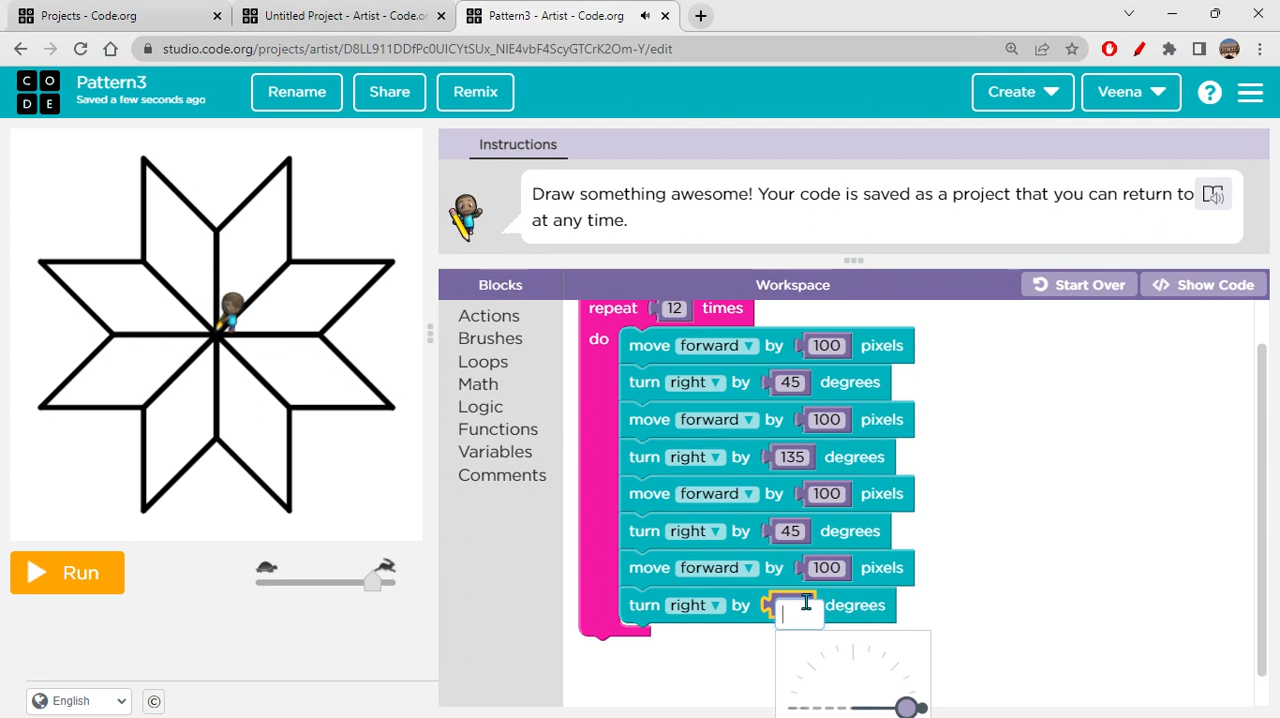 Projects - Code.org
Untitled Project - Artist - Code.o
Pattern3 - Artist - Code.org
studio.code.org/projects/artist/D8LL911DDfPc0UICYtSUx_NIE4vbF4ScyGTCrK2Om-Y/edit
C O
D E
Pattern3
Saved a few seconds ago
Rename
Share
Remix
Create
Veena
?
Instructions
Draw something awesome! Your code is saved as a project that you can return to
at any time.
Blocks
Workspace
Start Over
</> Show Code
Actions
Brushes
Loops
Math
Logic
Functions
Variables
Comments
repeat 12 times
do
move forward by 100 pixels
turn right by 45 degrees
move forward by 100 pixels
turn right by 135 degrees
move forward by 100 pixels
turn right by 45 degrees
move forward by 100 pixels
turn right by degrees
Run
English
©